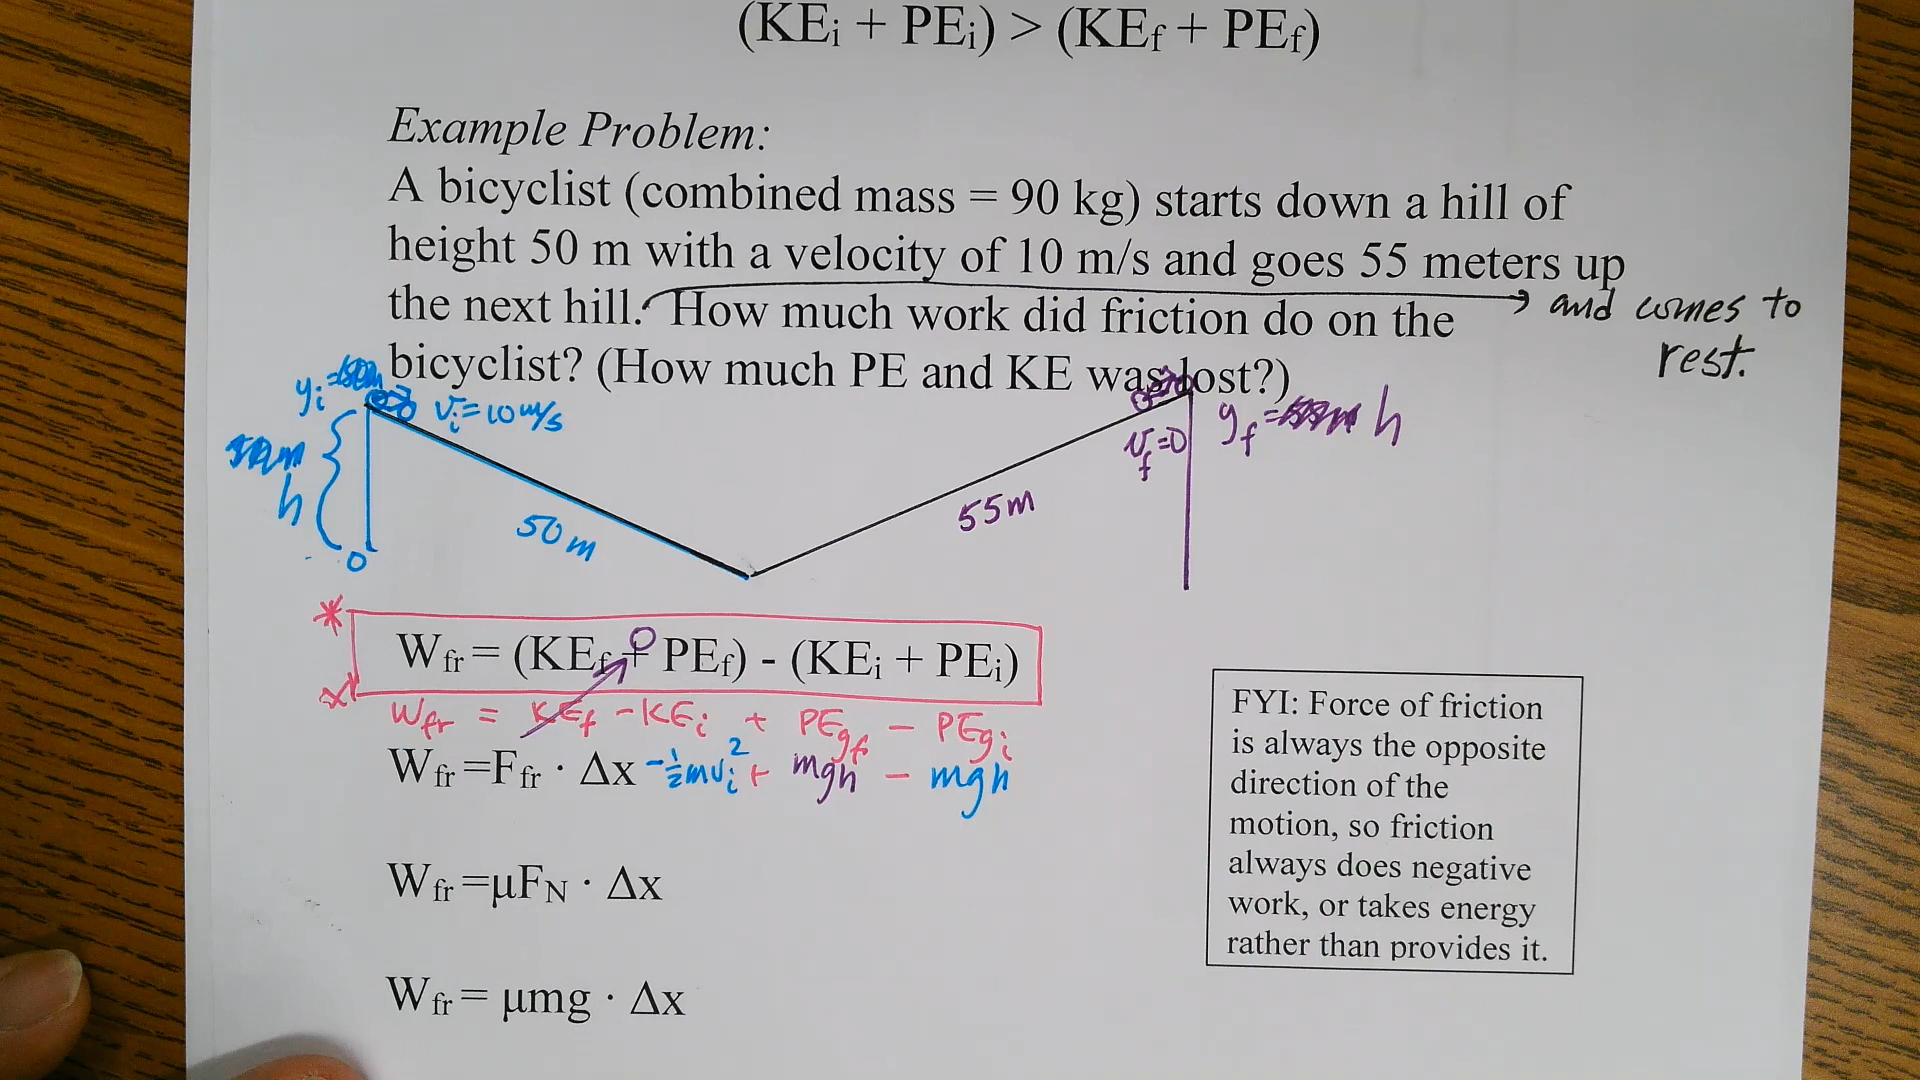 (KEi + PEi) > (KEf + PEf)
Example Problem:
A bicyclist (combined mass = 90 kg) starts down a hill of
height 50 m with a velocity of 10 m/s and goes 55 meters up
the next hill. How much work did friction do on the
and comes to
rest.
bicyclist? (How much PE and KE was lost?)
yi =
vi = 10 m/s
h
50 m
0
55m
vf = 0
yf = h
Wfr = (KEf + PEf) - (KEi + PEi)
0
Wfr = KEf - KEi + PEgf - PEgi
Wfr =Ffr · Δx
-½mvi² + mgh - mgh
Wfr =μFN · Δx
Wfr = μmg · Δx
FYI: Force of friction
is always the opposite
direction of the
motion, so friction
always does negative
work, or takes energy
rather than provides it.